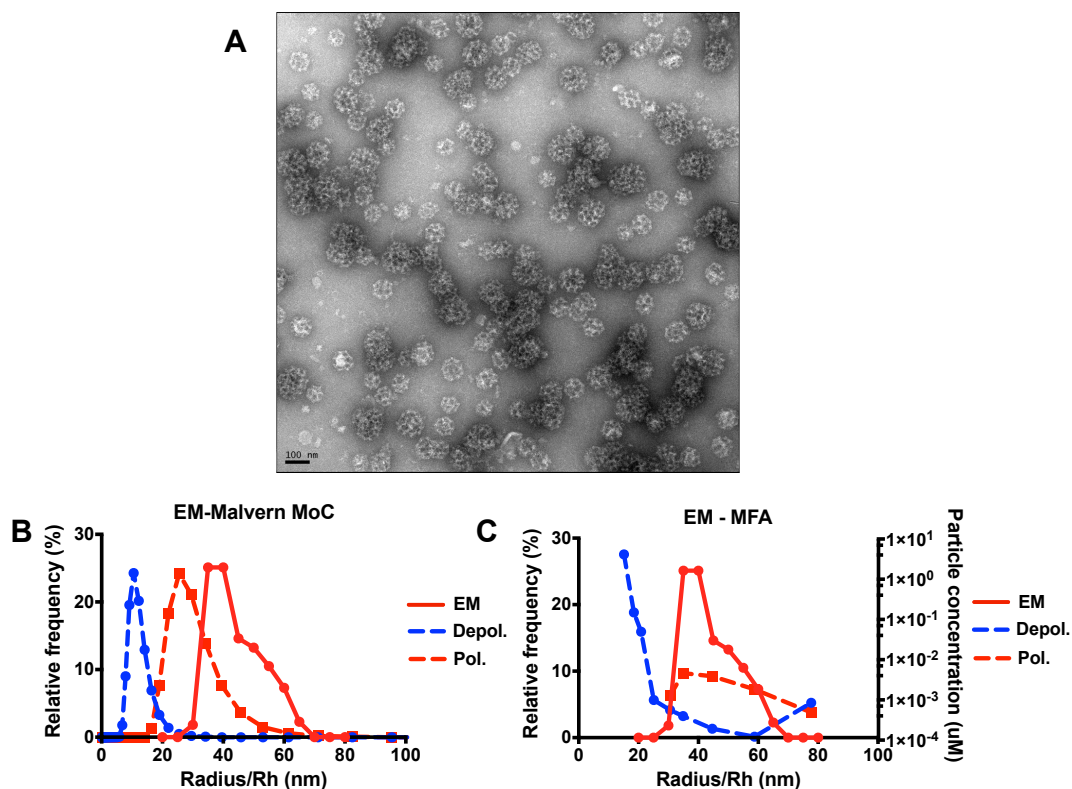 A
100 nm
B
EM-Malvern MoC
Relative frequency (%)
30
20
10
0
0 20 40 60 80 100
Radius/Rh (nm)
EM
Depol.
Pol.
C
EM - MFA
Relative frequency (%)
30
20
10
0
0 20 40 60 80 100
Radius/Rh (nm)
1×10¹
1×10⁰
1×10⁻¹
1×10⁻²
1×10⁻³
1×10⁻⁴
Particle concentration (uM)
EM
Depol.
Pol.